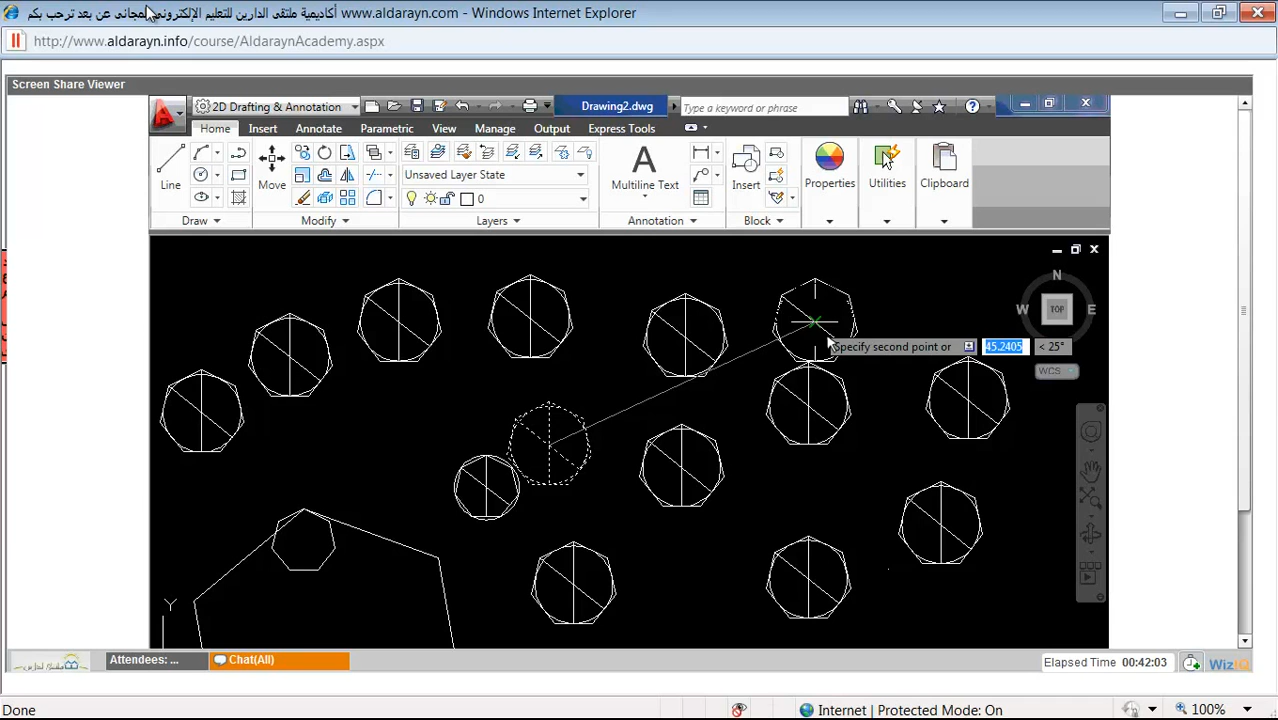 أكاديمية ملتقى الدارين للتعليم الإلكتروني المجانى عن بعد ترحب بكم www.aldarayn.com - Windows Internet Explorer
http://www.aldarayn.info/course/AldaraynAcademy.aspx
Screen Share Viewer
2D Drafting & Annotation
Drawing2.dwg
Type a keyword or phrase
Home Insert Annotate Parametric View Manage Output Express Tools
Line
Move
Unsaved Layer State
0
A
Multiline Text
Insert
Properties
Utilities
Clipboard
Draw
Modify
Layers
Annotation
Block
N
W
TOP
E
Specify second point or 45.2405 < 25°
WCS
Y
Attendees: ...
Chat(All)
Elapsed Time 00:42:03
WizIQ
Done
Internet | Protected Mode: On
100%